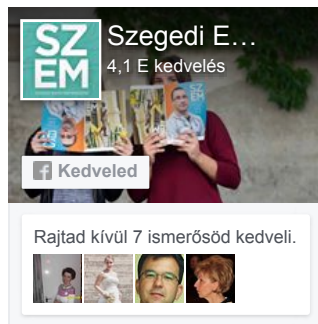 SZ
EM
Szegedi E…
4,1 E kedvelés
Kedveled
Rajtad kívül 7 ismerősöd kedveli.